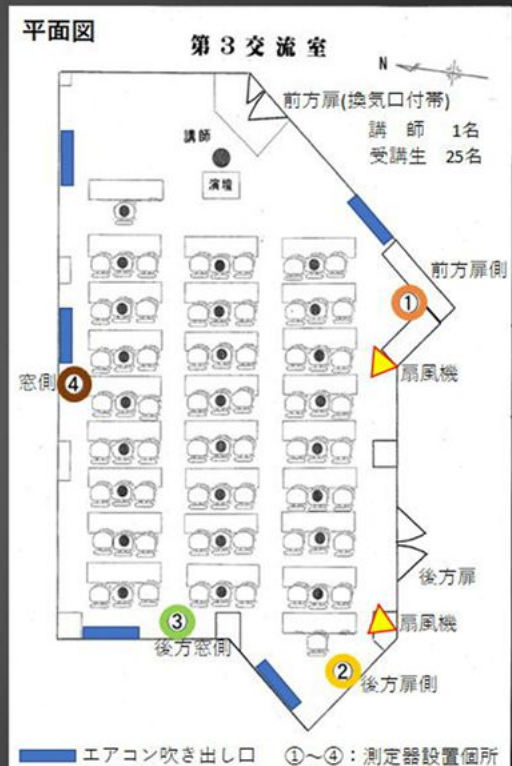 平面図
第3交流室
N
前方扉(換気口付帯)
講師
講 師 1名
受講生 25名
演壇
前方扉側
①
扇風機
窓側
④
後方扉
扇風機
③
後方窓側
②
後方扉側
エアコン吹き出し口 ①～④：測定器設置個所